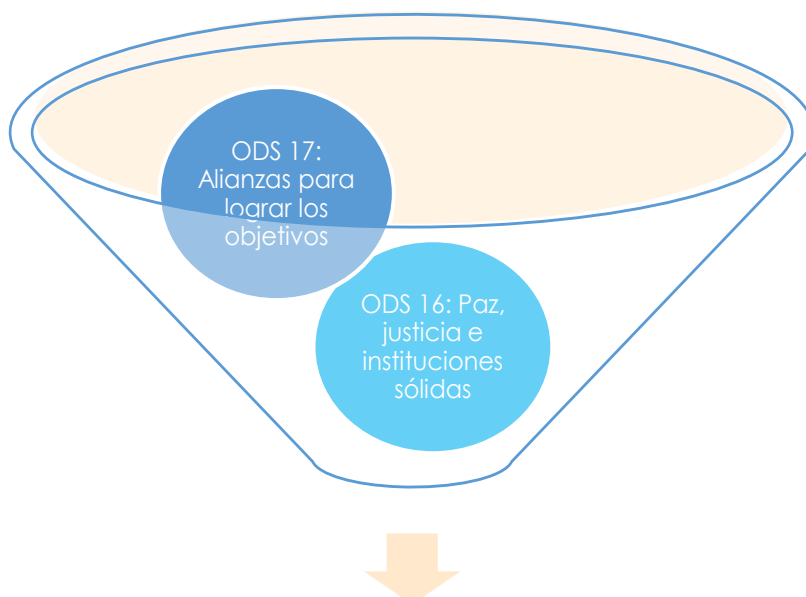 ODS 17:
Alianzas para
lograr los
objetivos
ODS 16: Paz,
justicia e
instituciones
sólidas